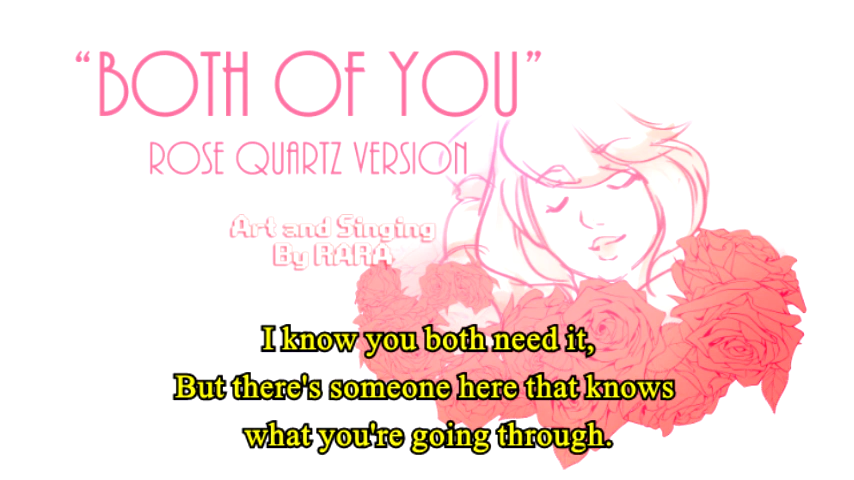 "BOTH OF YOU"
ROSE QUARTZ VERSION
Art and Singing
By RARA
I know you both need it,
But there's someone here that knows
what you're going through.